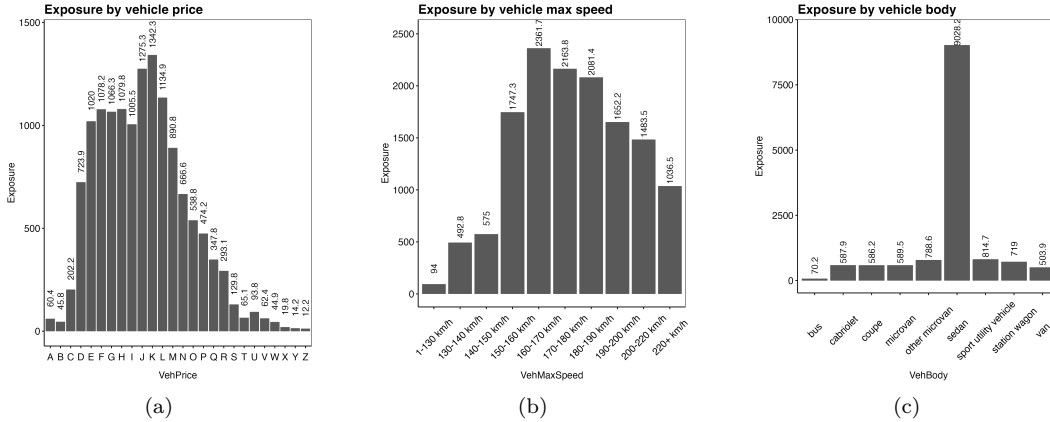 Exposure by vehicle price
1500
1000
500
0
Exposure
60.4
45.8
202.2
723.9
1020
1078.2
1066.3
1079.8
1005.5
1275.3
1342.3
1134.9
890.8
666.6
538.8
474.2
347.8
293.1
129.8
65.1
93.8
62.4
44.9
19.8
14.2
12.2
A B C D E F G H I J K L M N O P Q R S T U V W X Y Z
VehPrice
(a)
Exposure by vehicle max speed
2500
2000
1500
1000
500
0
Exposure
94
492.8
575
1747.3
2361.7
2163.8
2081.4
1652.2
1483.5
1036.5
1-130 km/h
130-140 km/h
140-150 km/h
150-160 km/h
160-170 km/h
170-180 km/h
180-190 km/h
190-200 km/h
200-220 km/h
220+ km/h
VehMaxSpeed
(b)
Exposure by vehicle body
10000
7500
5000
2500
0
Exposure
70.2
587.9
586.2
589.5
788.6
9028.2
814.7
719
503.9
bus
cabriolet
coupe
microvan
other microvan
sedan
sport utility vehicle
station wagon
van
VehBody
(c)